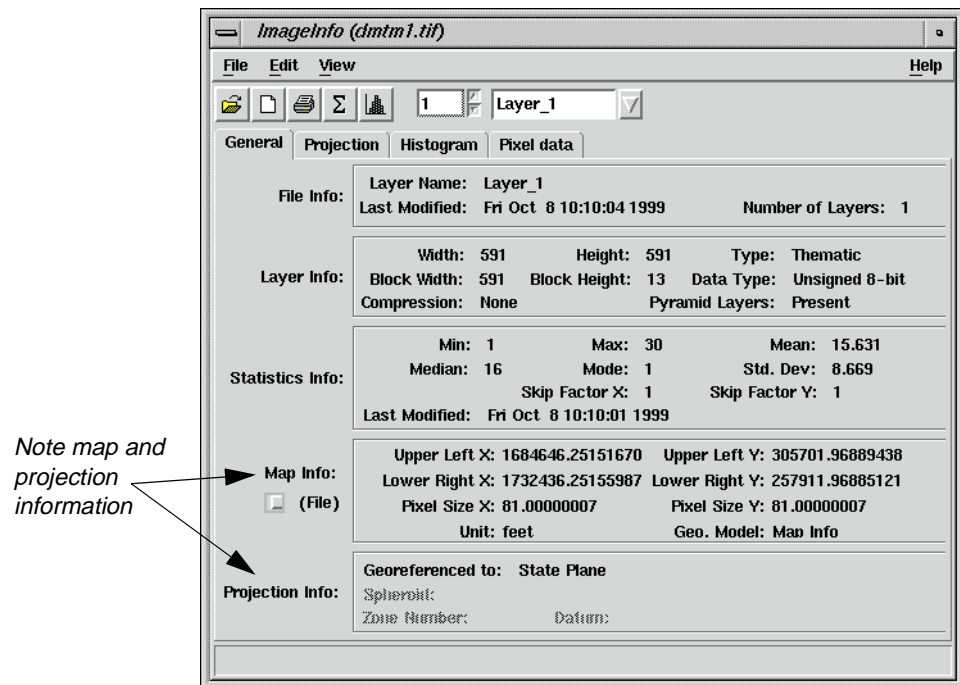 ImageInfo (dmtm1.tif)
File Edit View Help
Σ 1 Layer_1
General Projection Histogram Pixel data
File Info:
Layer Name: Layer_1
Last Modified: Fri Oct 8 10:10:04 1999 Number of Layers: 1
Layer Info:
Width: 591 Height: 591 Type: Thematic
Block Width: 591 Block Height: 13 Data Type: Unsigned 8-bit
Compression: None Pyramid Layers: Present
Statistics Info:
Min: 1 Max: 30 Mean: 15.631
Median: 16 Mode: 1 Std. Dev: 8.669
Skip Factor X: 1 Skip Factor Y: 1
Last Modified: Fri Oct 8 10:10:01 1999
Note map and
projection
information
Map Info:
(File)
Upper Left X: 1684646.25151670 Upper Left Y: 305701.96889438
Lower Right X: 1732436.25155987 Lower Right Y: 257911.96885121
Pixel Size X: 81.00000007 Pixel Size Y: 81.00000007
Unit: feet Geo. Model: Map Info
Projection Info:
Georeferenced to: State Plane
Spheroid:
Zone Number: Datum: